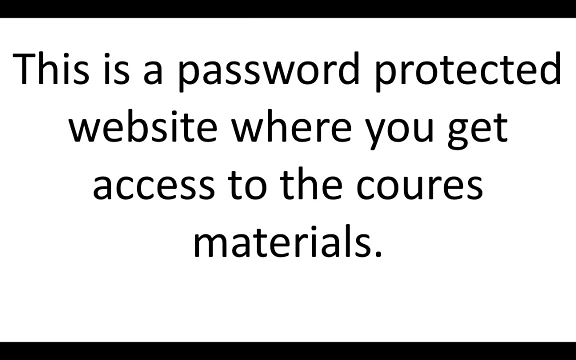 This is a password protected
website where you get
access to the coures
materials.